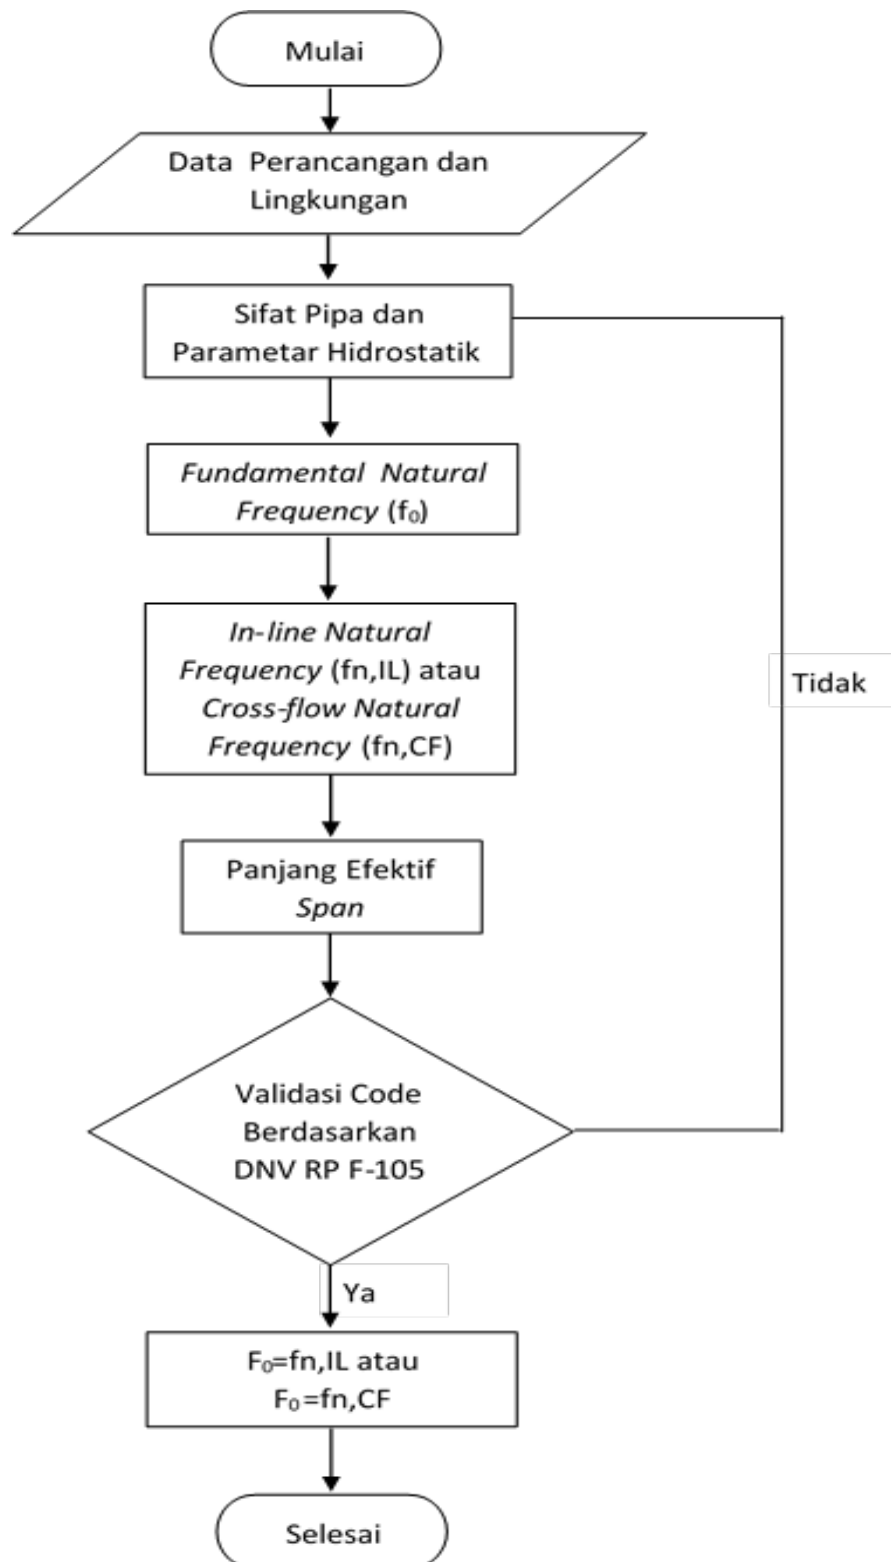 Mulai
Data Perancangan dan
Lingkungan
Sifat Pipa dan
Parametar Hidrostatik
Fundamental Natural
Frequency (f₀)
In-line Natural
Frequency (fn,IL) atau
Cross-flow Natural
Frequency (fn,CF)
Tidak
Panjang Efektif
Span
Validasi Code
Berdasarkan
DNV RP F-105
Ya
F₀=fn,IL atau
F₀=fn,CF
Selesai